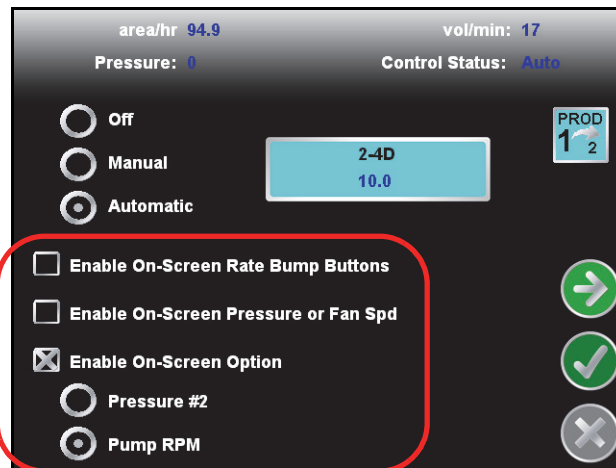 area/hr 94.9 vol/min: 17
Pressure: 0 Control Status: Auto
Off
Manual
Automatic
2-4D
10.0
PROD
1 2
Enable On-Screen Rate Bump Buttons
Enable On-Screen Pressure or Fan Spd
Enable On-Screen Option
Pressure #2
Pump RPM